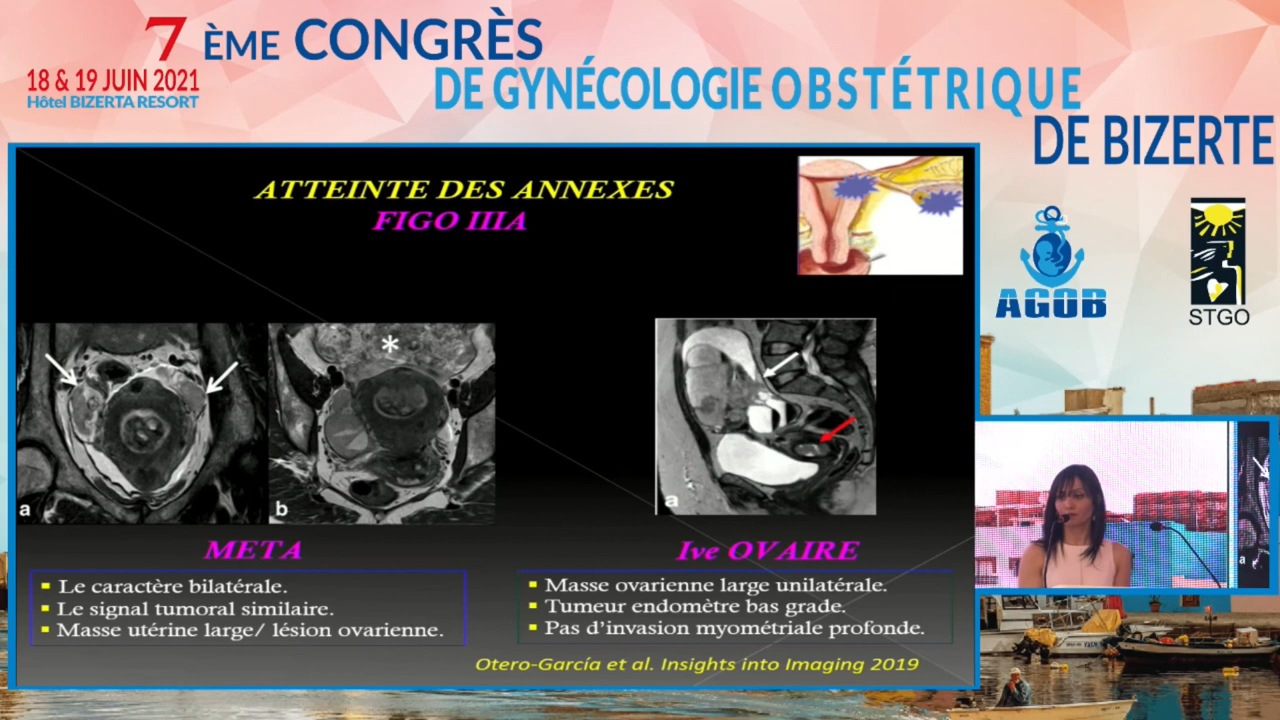 7 ÈME CONGRÈS
DE GYNÉCOLOGIE OBSTÉTRIQUE
DE BIZERTE
18 & 19 JUIN 2021
Hôtel BIZERTA RESORT
ATTEINTE DES ANNEXES
FIGO IIIA
AGOB
STGO
*
a
b
a
META
Le caractère bilatérale.
Le signal tumoral similaire.
Masse utérine large/ lésion ovarienne.
Ive OVAIRE
Masse ovarienne large unilatérale.
Tumeur endomètre bas grade.
Pas d’invasion myométriale profonde.
Otero-García et al. Insights into Imaging 2019
a